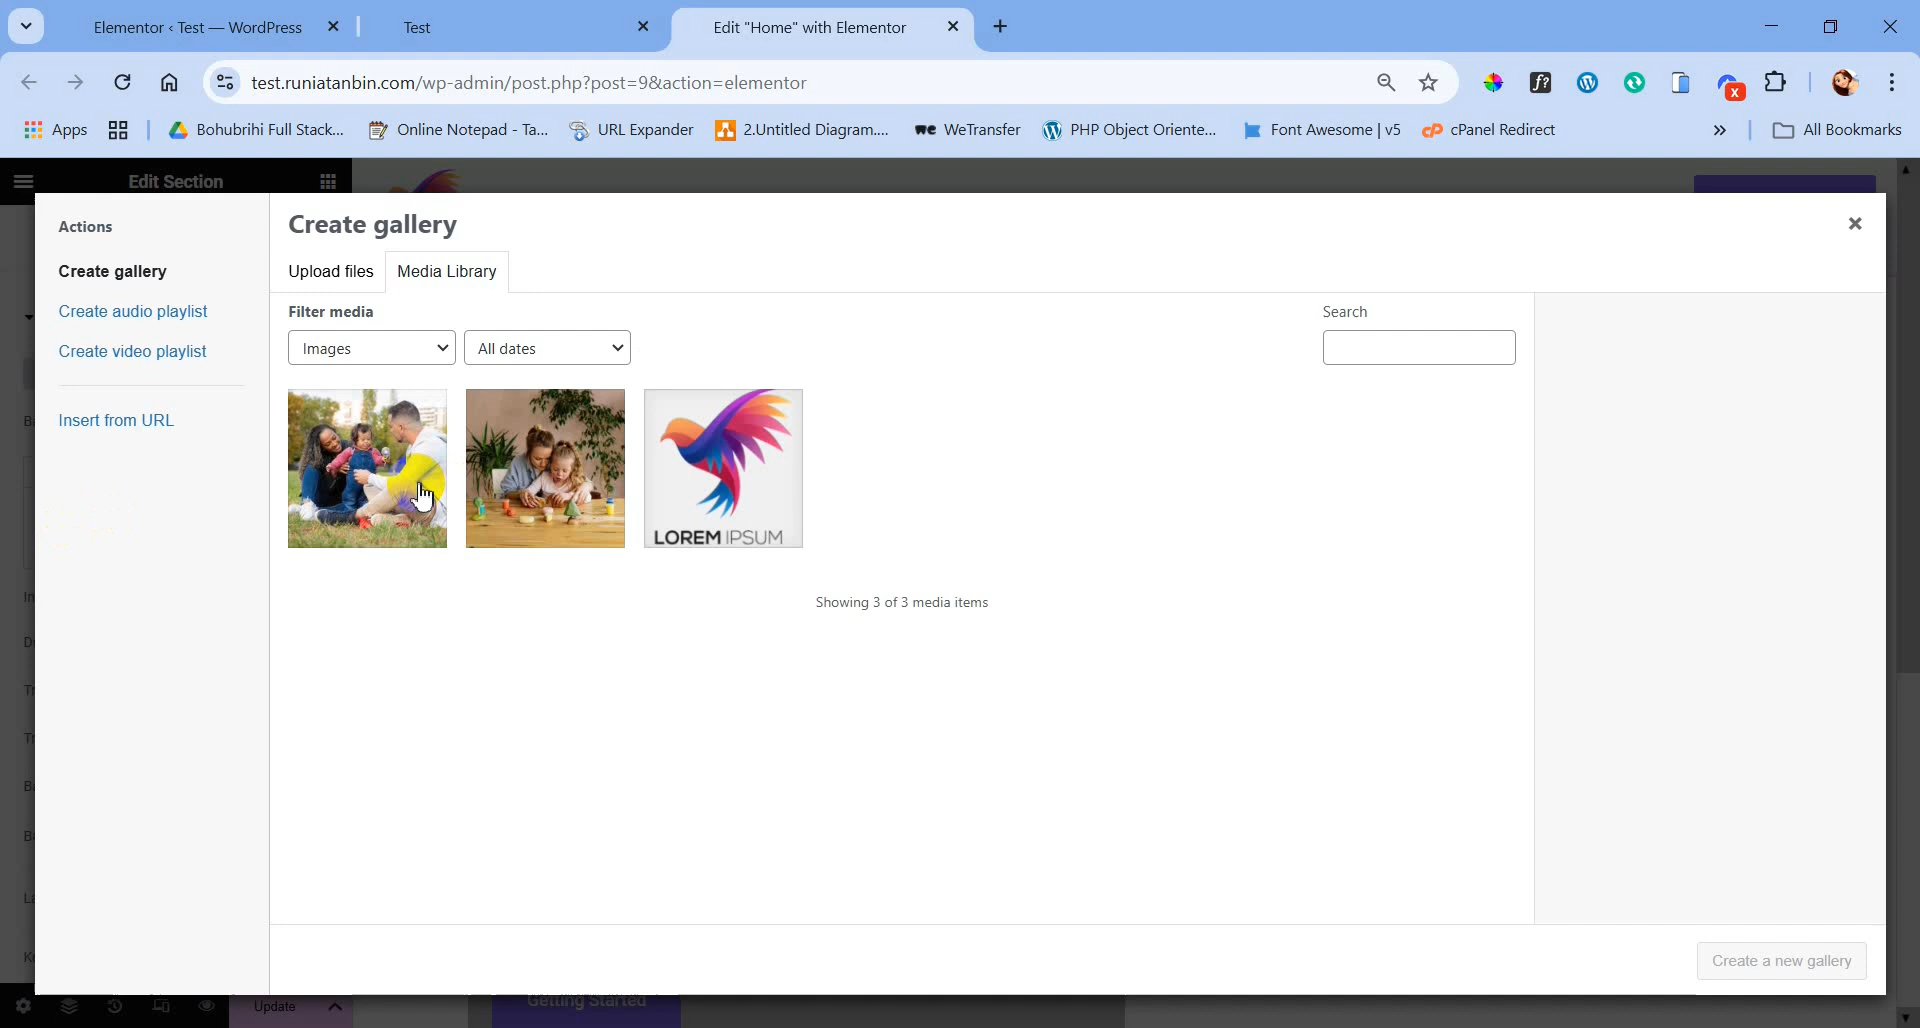 Elementor ‹ Test — WordPress
Test
Edit "Home" with Elementor
test.runiatanbin.com/wp-admin/post.php?post=9&action=elementor
f?
x
Apps
Bohubrihi Full Stack...
Online Notepad - Ta...
URL Expander
2.Untitled Diagram....
we WeTransfer
PHP Object Oriente...
Font Awesome | v5
cP cPanel Redirect
»
All Bookmarks
Edit Section
Actions
Create gallery
Create audio playlist
Create video playlist
Insert from URL
Create gallery
Upload files
Media Library
Filter media
Images
All dates
Search
LOREM IPSUM
Showing 3 of 3 media items
Create a new gallery
Update
Getting Started